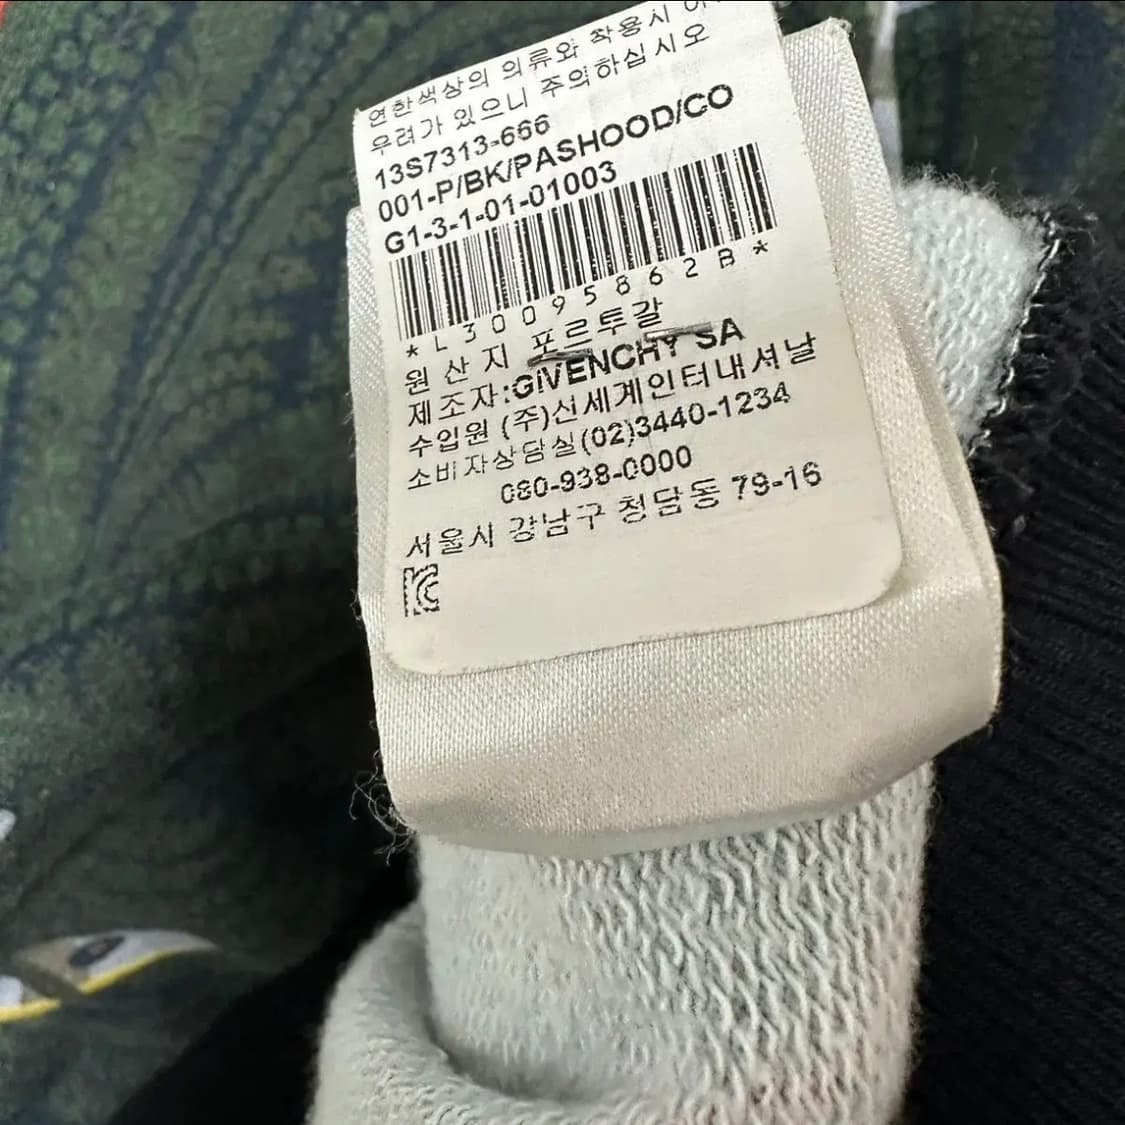 연한색상의 의류와 착용시
우려가 있으니 주의하십시오
13S7313-666
001-P/BK/PASHOOD/CO
G1-3-1-01-01003
*L30095862B*
원산지 포르투갈
제조자:GIVENCHY SA
수입원 (주)신세계인터내셔날
소비자상담실(02)3440-1234
080-938-0000
서울시 강남구 청담동 79-16
KC